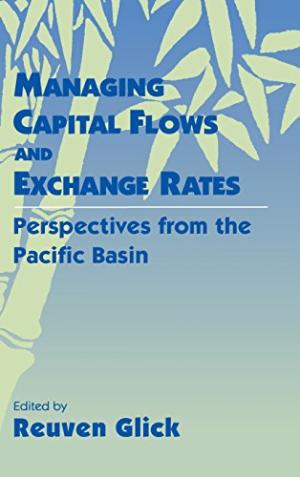 MANAGING
CAPITAL FLOWS
AND
EXCHANGE RATES
Perspectives from the
Pacific Basin
Edited by
Reuven Glick